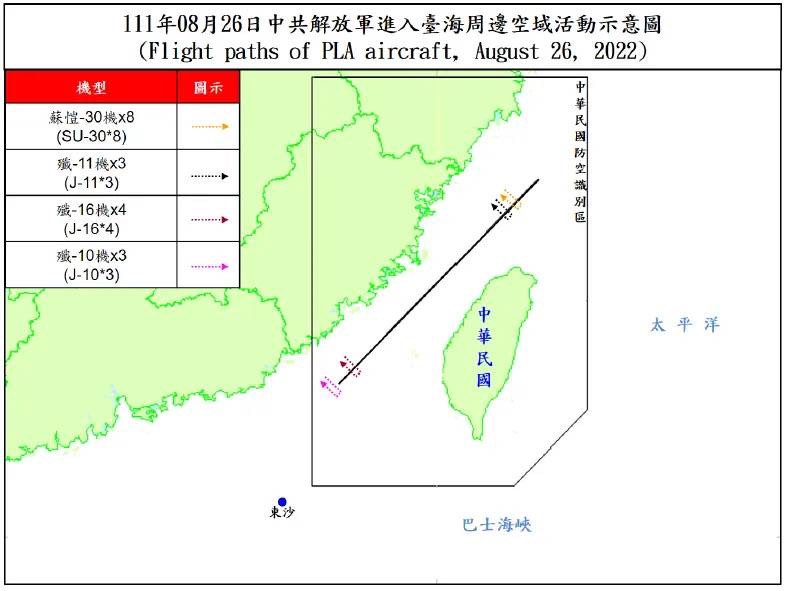 111年08月26日中共解放軍進入臺海周邊空域活動示意圖
(Flight paths of PLA aircraft, August 26, 2022)
機型 圖示
蘇愷-30機x8
(SU-30*8)
殲-11機x3
(J-11*3)
殲-16機x4
(J-16*4)
殲-10機x3
(J-10*3)
中華民國防空識別區
中華民國
太平洋
東沙
巴士海峽